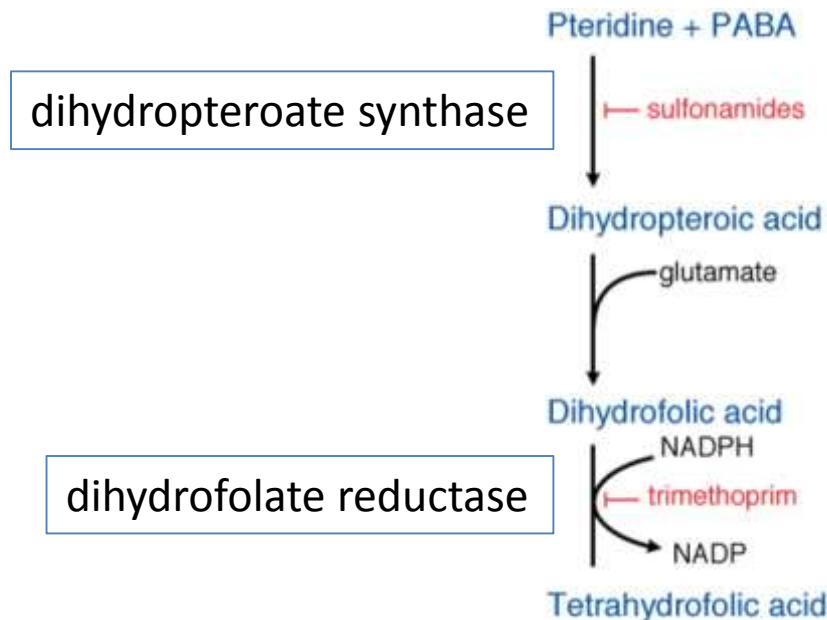 Pteridine + PABA
dihydropteroate synthase
sulfonamides
Dihydropteroic acid
glutamate
Dihydrofolic acid
NADPH
dihydrofolate reductase
trimethoprim
NADP
Tetrahydrofolic acid